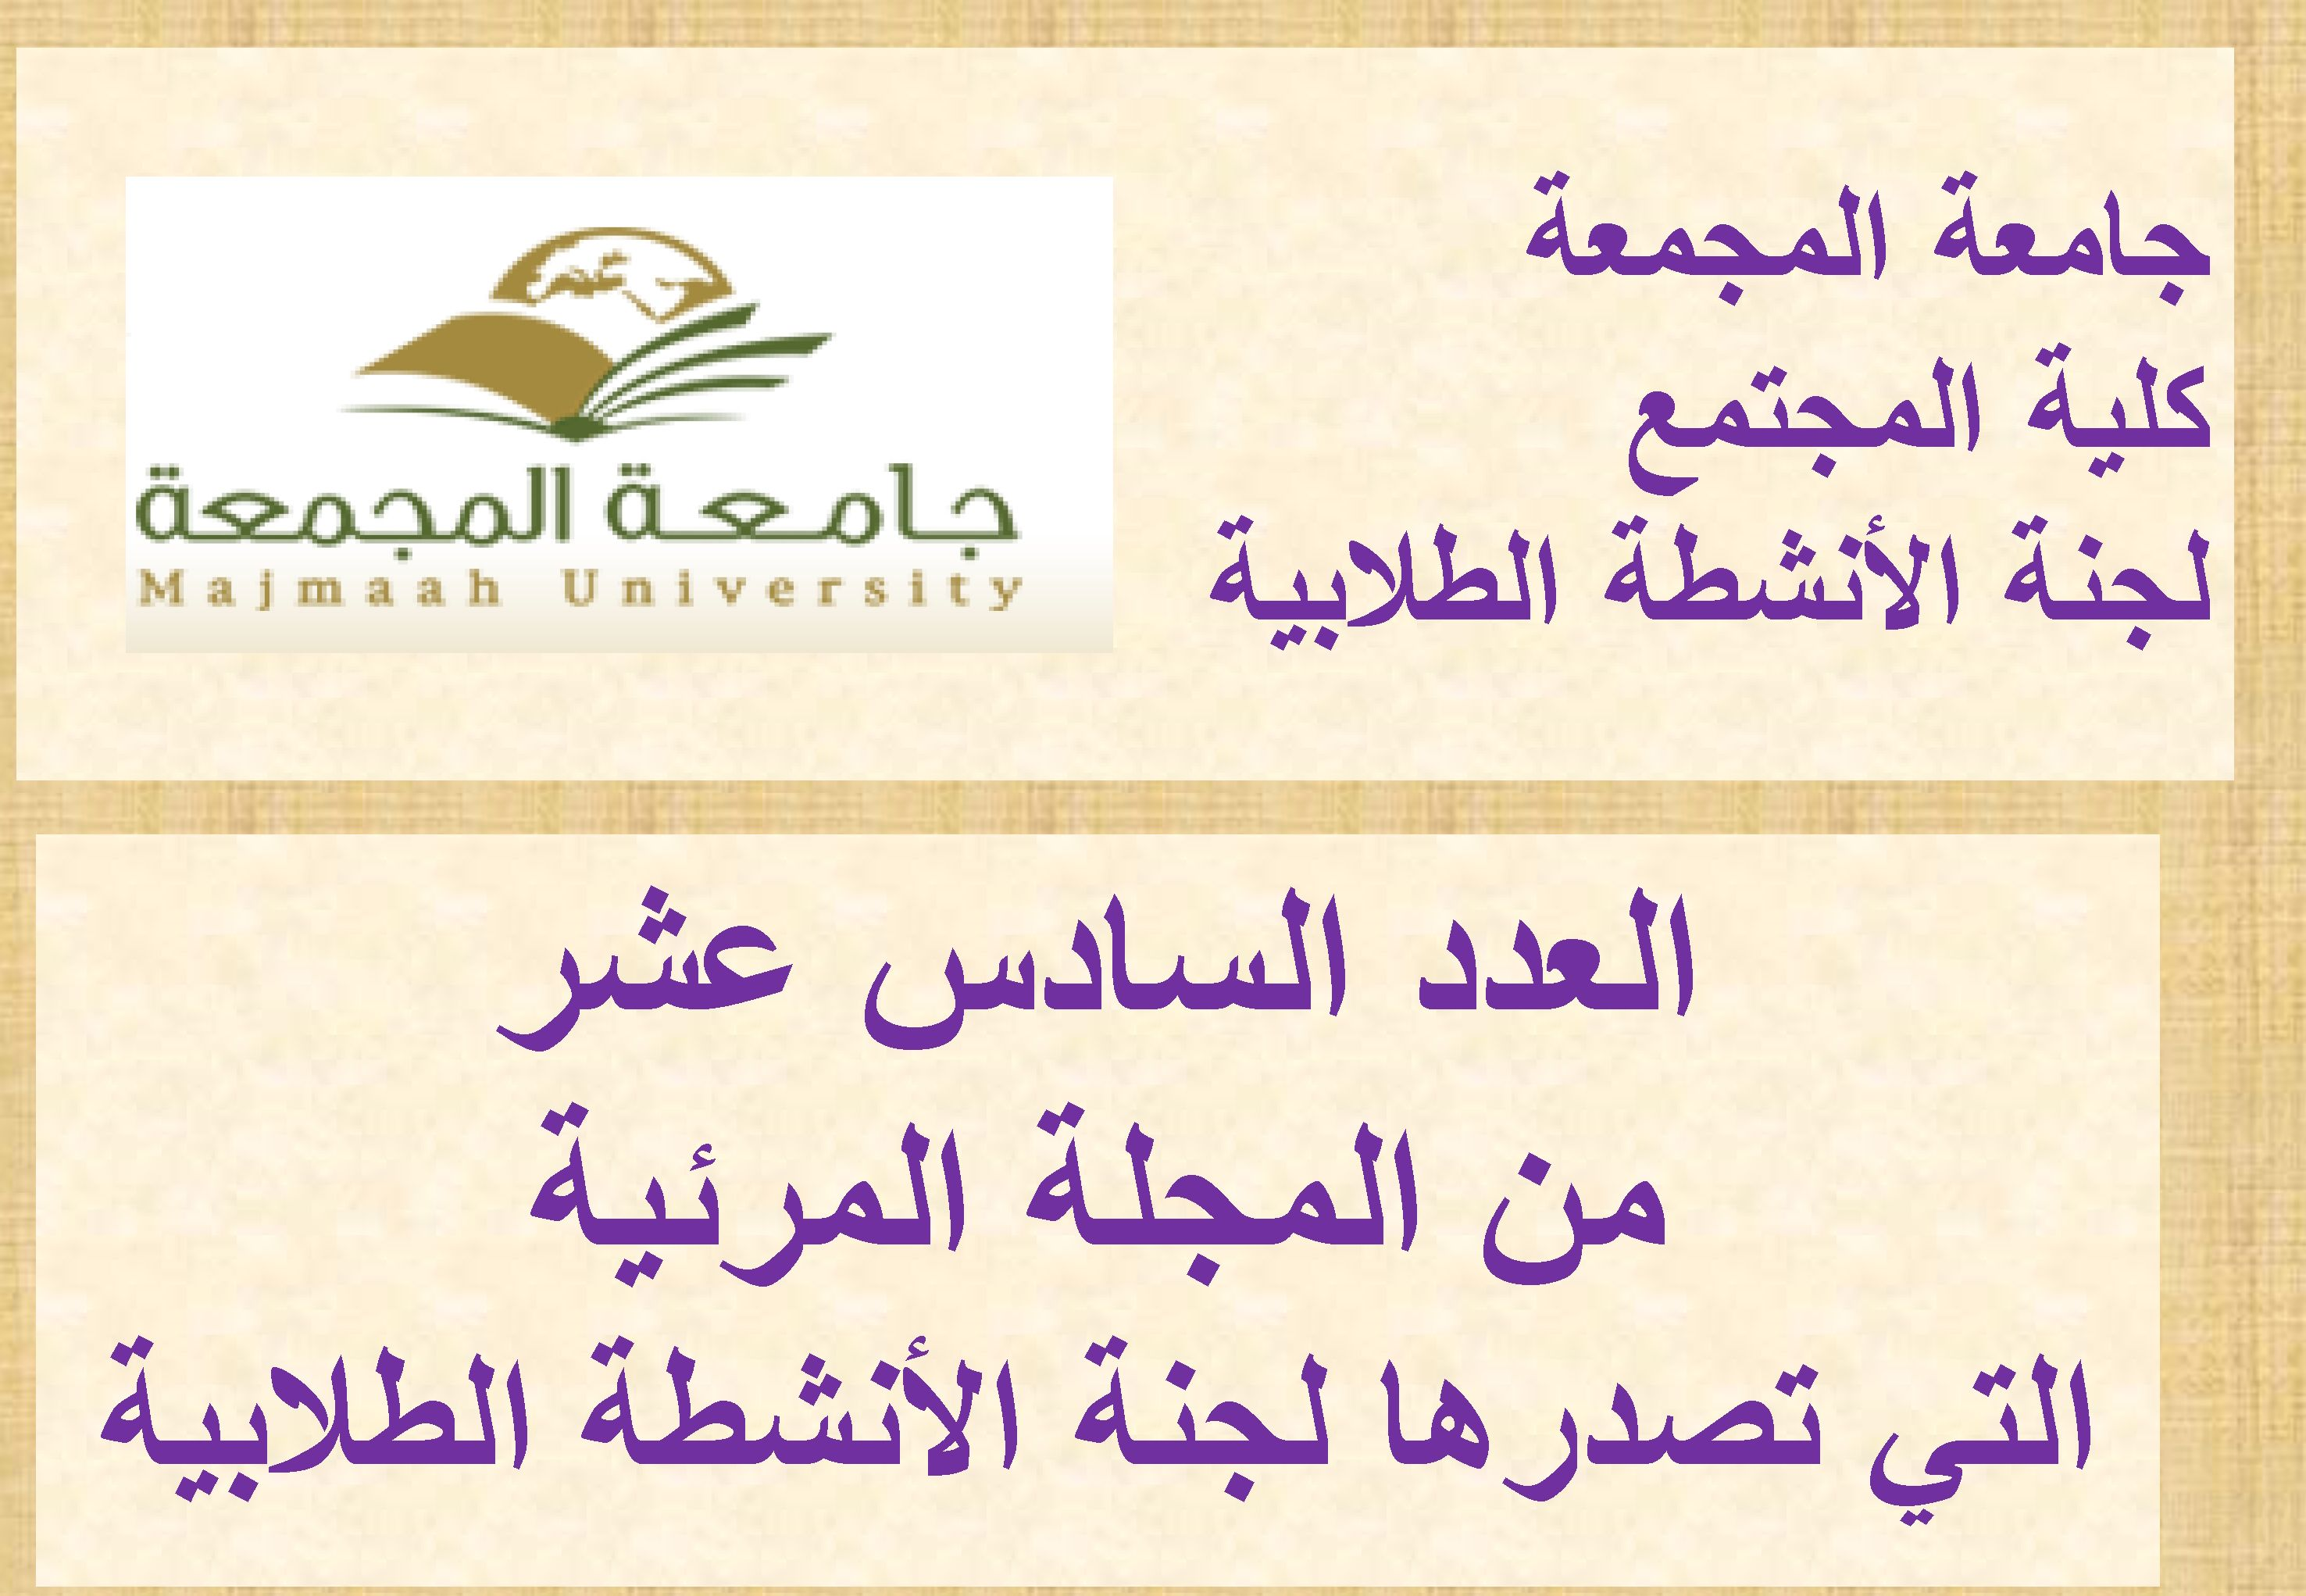 جامعة المجمعة
كلية المجتمع
لجنة الأنشطة الطلابية
جامعة المجمعة
Majmaah University
العدد السادس عشر
من المجلة المرئية
التي تصدرها لجنة الأنشطة الطلابية